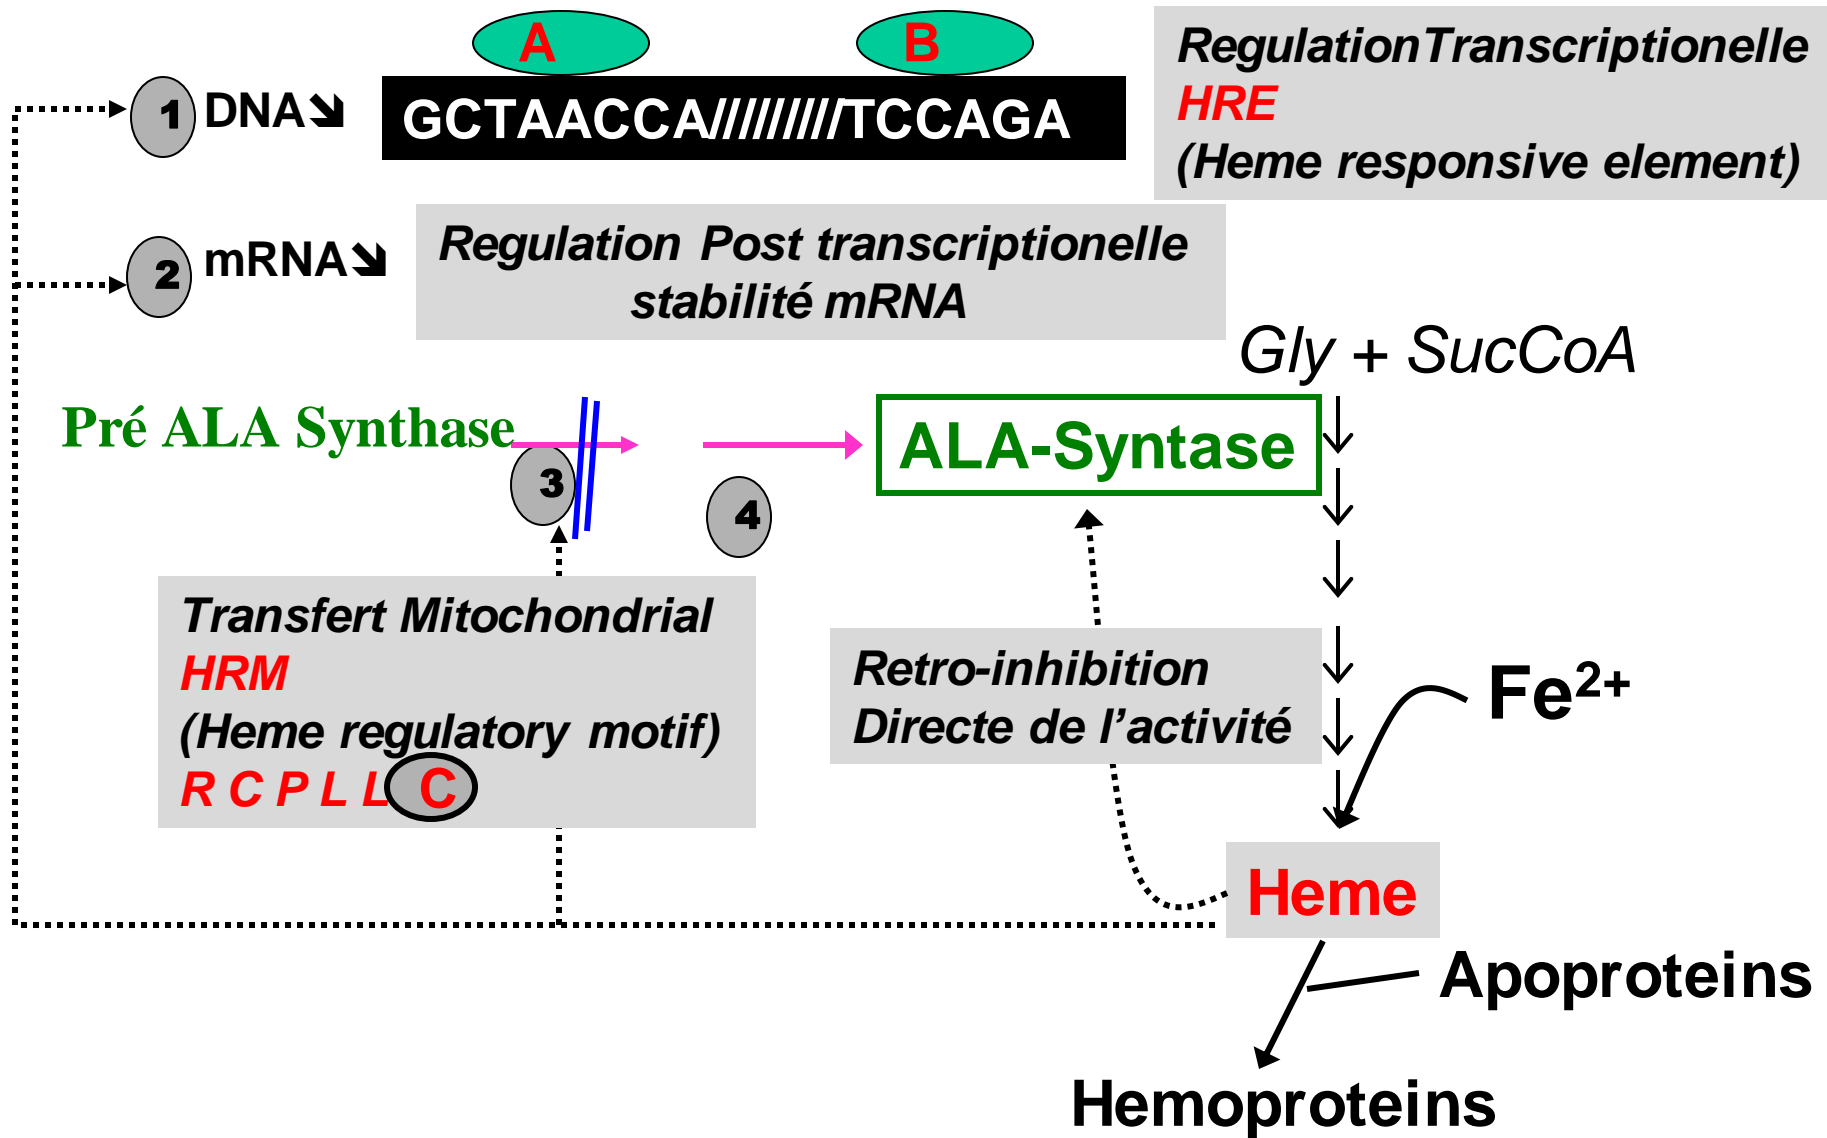 A
B
1 DNA➘
GCTAACCA/////////TCCAGA
RegulationTranscriptionelle
HRE
(Heme responsive element)
2 mRNA➘
Regulation Post transcriptionelle
stabilité mRNA
Gly + SucCoA
Pré ALA Synthase
ALA-Syntase
3
4
Transfert Mitochondrial
HRM
(Heme regulatory motif)
R C P L L C
Retro-inhibition
Directe de l’activité
Fe²⁺
Heme
Apoproteins
Hemoproteins